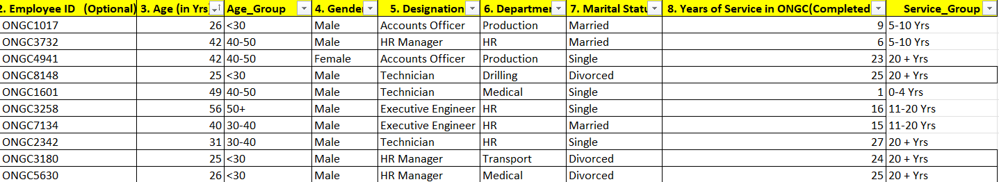 2. Employee ID (Optional) 3. Age (in Yrs Age_Group 4. Gende 5. Designation 6. Departme 7. Marital Statu 8. Years of Service in ONGC(Completed Service_Group
ONGC1017 26 <30 Male Accounts Officer Production Married 9 5-10 Yrs
ONGC3732 42 40-50 Male HR Manager HR Married 6 5-10 Yrs
ONGC4941 42 40-50 Female Accounts Officer Production Single 23 20 + Yrs
ONGC8148 25 <30 Male Technician Drilling Divorced 25 20 + Yrs
ONGC1601 49 40-50 Male Technician Medical Single 1 0-4 Yrs
ONGC3258 56 50+ Male Executive Engineer HR Single 16 11-20 Yrs
ONGC7134 40 30-40 Male Executive Engineer HR Married 15 11-20 Yrs
ONGC2342 31 30-40 Male Technician HR Single 27 20 + Yrs
ONGC3180 25 <30 Male HR Manager Transport Divorced 24 20 + Yrs
ONGC5630 26 <30 Male HR Manager Medical Divorced 25 20 + Yrs